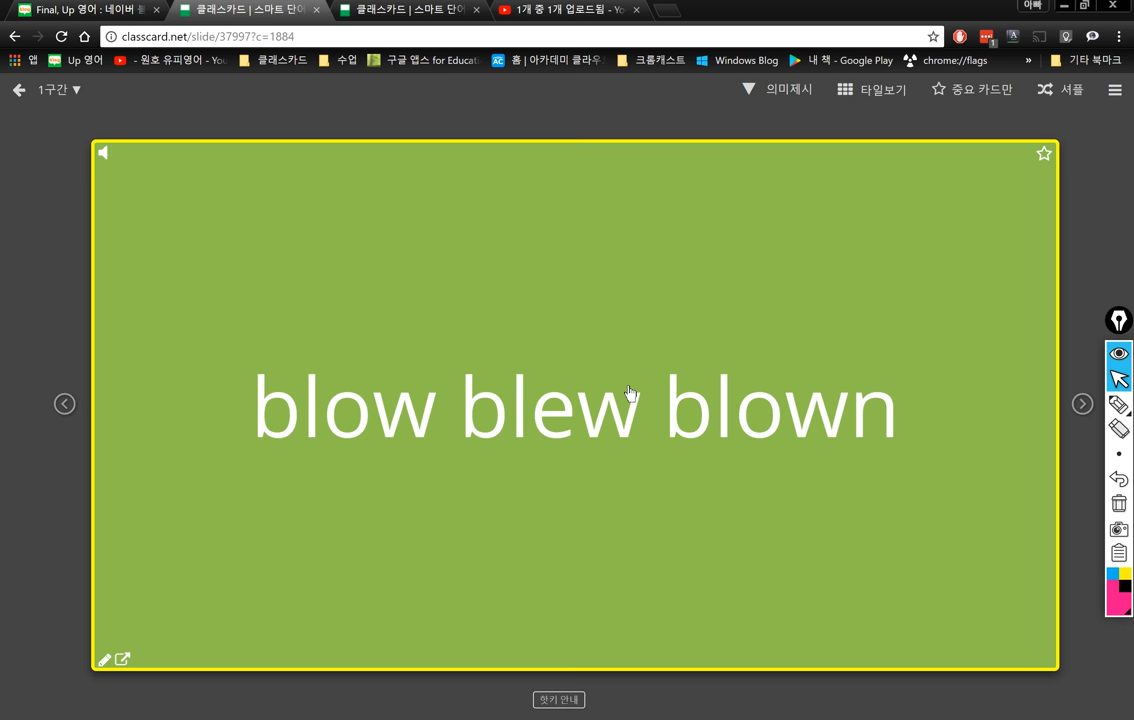 Final, Up 영어 : 네이버 블
클래스카드 | 스마트 단어
클래스카드 | 스마트 단어
1개 중 1개 업로드됨 - Yo
아빠
classcard.net/slide/37997?c=1884
앱
Up 영어
- 원호 유피영어 - You
클래스카드
수업
구글 앱스 for Educati
홈 | 아카데미 클라우
크롬캐스트
Windows Blog
내 책 - Google Play
chrome://flags
»
기타 북마크
1구간 ▼
▼ 의미제시
타일보기
중요 카드만
셔플
blow blew blown
핫키 안내